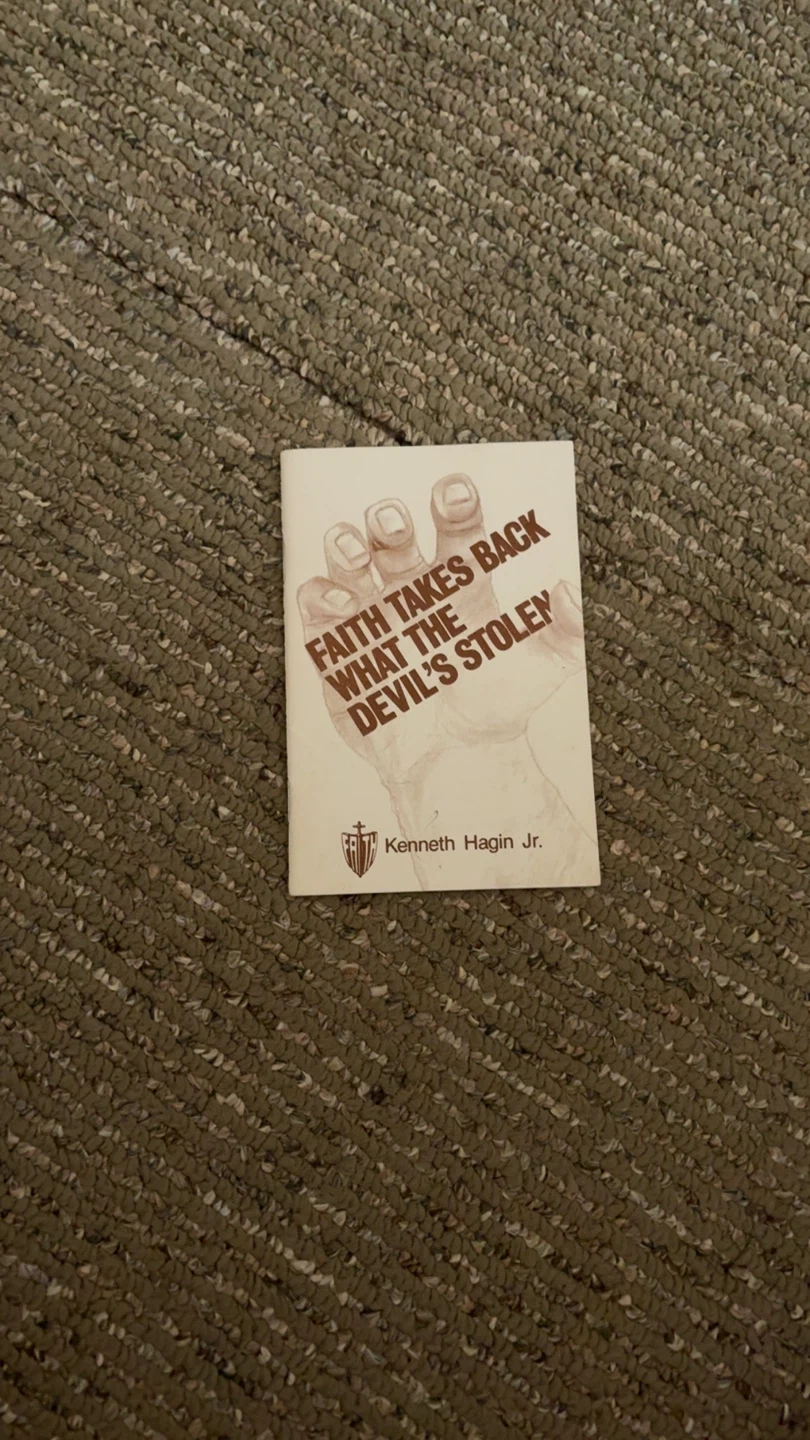 FAITH TAKES BACK
WHAT THE
DEVIL'S STOLEN
FAITH
Kenneth Hagin Jr.